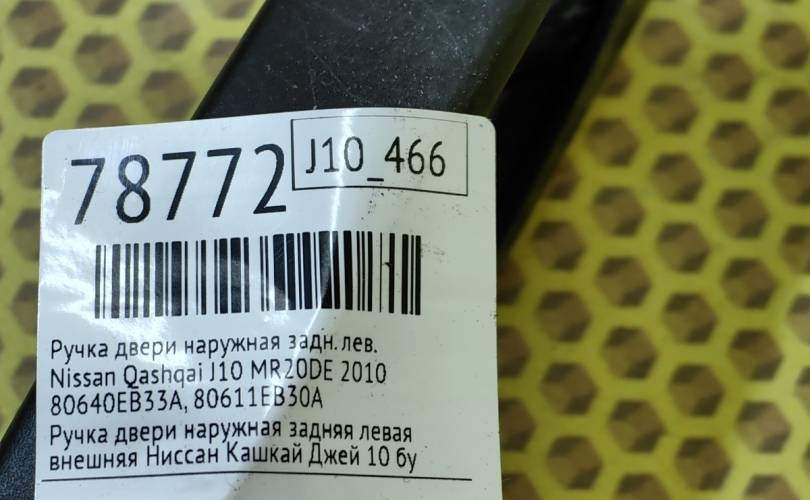 78772
J10_466
Ручка двери наружная задн.лев.
Nissan Qashqai J10 MR20DE 2010
80640EB33A, 80611EB30A
Ручка двери наружная задняя левая
внешняя Ниссан Кашкай Джей 10 бу